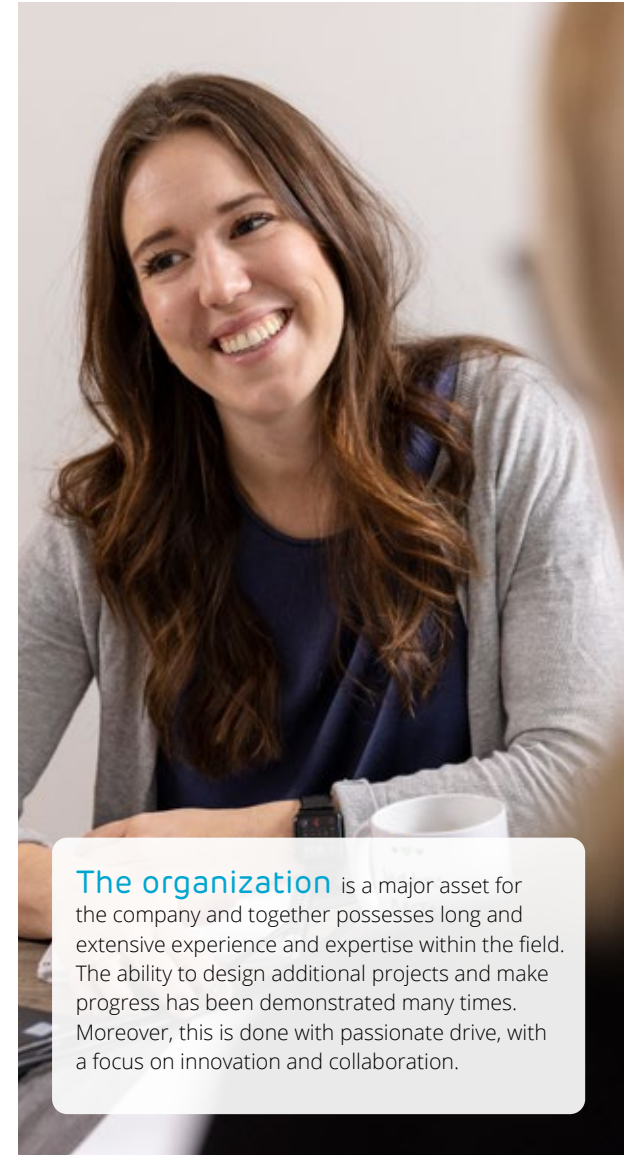 The organization is a major asset for
the company and together possesses long and
extensive experience and expertise within the field.
The ability to design additional projects and make
progress has been demonstrated many times.
Moreover, this is done with passionate drive, with
a focus on innovation and collaboration.